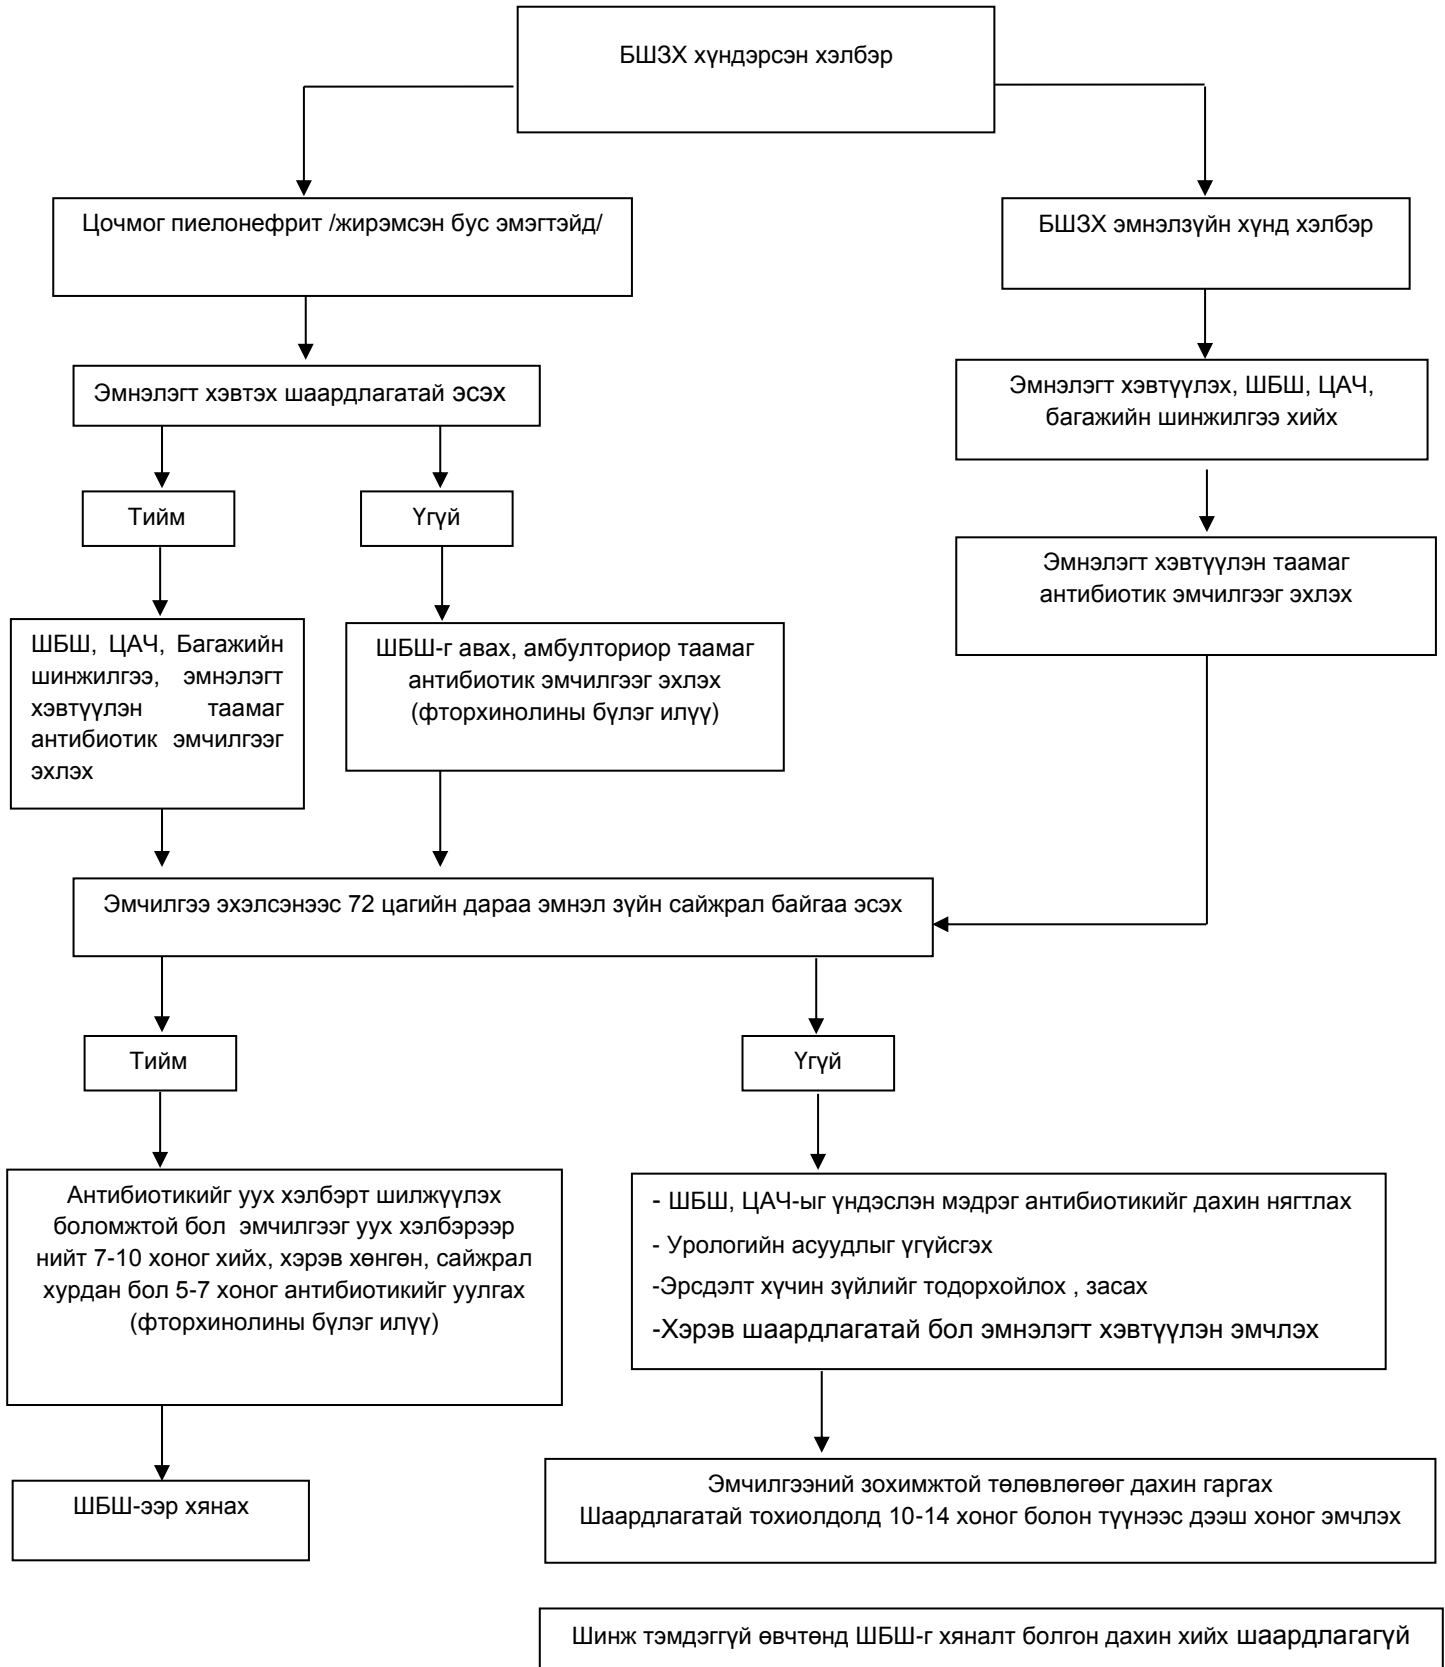 БШЗХ хүндэрсэн хэлбэр
Цочмог пиелонефрит /жирэмсэн бус эмэгтэйд/
БШЗХ эмнэлзүйн хүнд хэлбэр
Эмнэлэгт хэвтэх шаардлагатай эсэх
Эмнэлэгт хэвтүүлэх, ШБШ, ЦАЧ,
багажийн шинжилгээ хийх
Тийм
Үгүй
Эмнэлэгт хэвтүүлэн таамаг
антибиотик эмчилгээг эхлэх
ШБШ, ЦАЧ, Багажийн
шинжилгээ, эмнэлэгт
хэвтүүлэн таамаг
антибиотик эмчилгээг
эхлэх
ШБШ-г авах, амбулториор таамаг
антибиотик эмчилгээг эхлэх
(фторхинолины бүлэг илүү)
Эмчилгээ эхэлсэнээс 72 цагийн дараа эмнэл зүйн сайжрал байгаа эсэх
Тийм
Үгүй
Антибиотикийг уух хэлбэрт шилжүүлэх
боломжтой бол эмчилгээг уух хэлбэрээр
нийт 7-10 хоног хийх, хэрэв хөнгөн, сайжрал
хурдан бол 5-7 хоног антибиотикийг уулгах
(фторхинолины бүлэг илүү)
- ШБШ, ЦАЧ-ыг үндэслэн мэдрэг антибиотикийг дахин нягтлах
- Урологийн асуудлыг үгүйсгэх
-Эрсдэлт хүчин зүйлийг тодорхойлох , засах
-Хэрэв шаардлагатай бол эмнэлэгт хэвтүүлэн эмчлэх
ШБШ-ээр хянах
Эмчилгээний зохимжтой төлөвлөгөөг дахин гаргах
Шаардлагатай тохиолдолд 10-14 хоног болон түүнээс дээш хоног эмчлэх
Шинж тэмдэггүй өвчтөнд ШБШ-г хяналт болгон дахин хийх шаардлагагүй